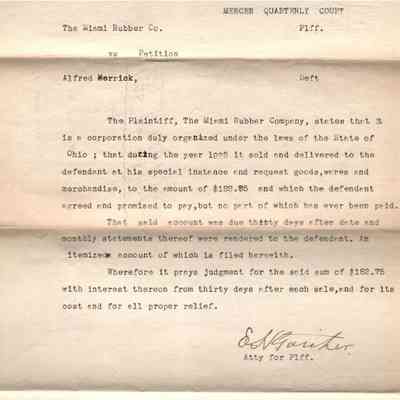 MERCER QUARTERLY COURT
The Miami Rubber Co. Plff.
vs Petition
Alfred Merrick, Deft
The Plaintiff, The Miami Rubber Company, states that it
is a corporation duly organized under the laws of the State of
Ohio ; that during the year it sold and delivered to the
defendant at his special instance and request goods,wares and
merchandise, to the amount of and which the defendant
agreed and promised to pay,but no part of which has ever been paid.
That said account was due thirty days after date and
monthly statements thereof were rendered to the defendant. An
itemized account of which is filed herewith.
Wherefore it prays judgment for the said sum of $182.75
with interest thereon from thirty days after each sale,and for its
cost and for all proper relief.
Atty for Plff.